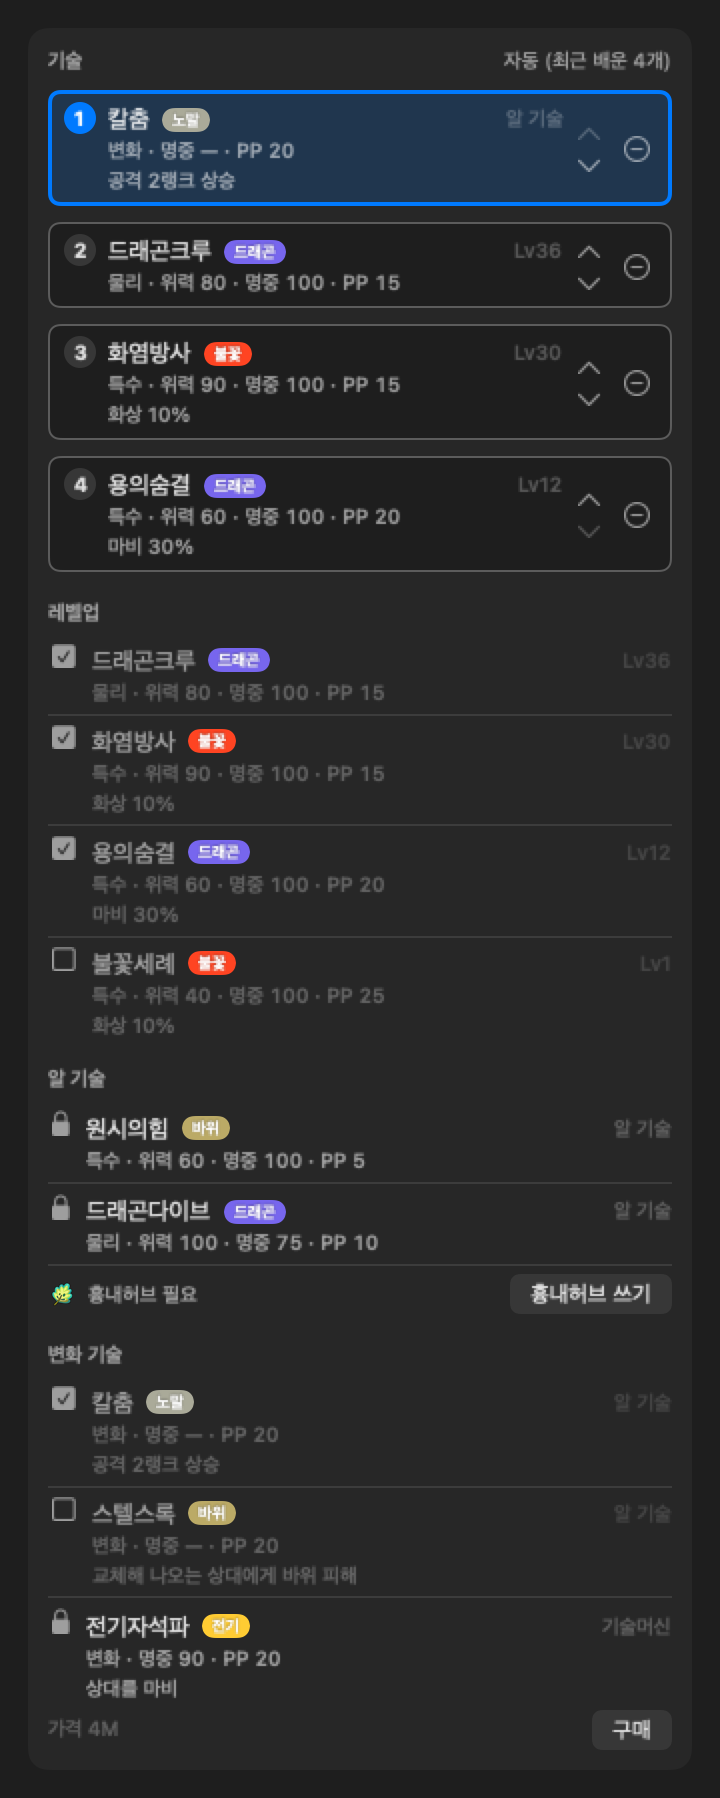 기술 자동 (최근 배운 4개)
1 칼춤 노말 알 기술
변화 · 명중 — · PP 20
공격 2랭크 상승
2 드래곤크루 드래곤 Lv36
물리 · 위력 80 · 명중 100 · PP 15
3 화염방사 불꽃 Lv30
특수 · 위력 90 · 명중 100 · PP 15
화상 10%
4 용의숨결 드래곤 Lv12
특수 · 위력 60 · 명중 100 · PP 20
마비 30%
레벨업
드래곤크루 드래곤 Lv36
물리 · 위력 80 · 명중 100 · PP 15
화염방사 불꽃 Lv30
특수 · 위력 90 · 명중 100 · PP 15
화상 10%
용의숨결 드래곤 Lv12
특수 · 위력 60 · 명중 100 · PP 20
마비 30%
불꽃세례 불꽃 Lv1
특수 · 위력 40 · 명중 100 · PP 25
화상 10%
알 기술
원시의힘 바위 알 기술
특수 · 위력 60 · 명중 100 · PP 5
드래곤다이브 드래곤 알 기술
물리 · 위력 100 · 명중 75 · PP 10
흉내허브 필요 흉내허브 쓰기
변화 기술
칼춤 노말 알 기술
변화 · 명중 — · PP 20
공격 2랭크 상승
스텔스록 바위 알 기술
변화 · 명중 — · PP 20
교체해 나오는 상대에게 바위 피해
전기자석파 전기 기술머신
변화 · 명중 90 · PP 20
상대를 마비
가격 4M 구매